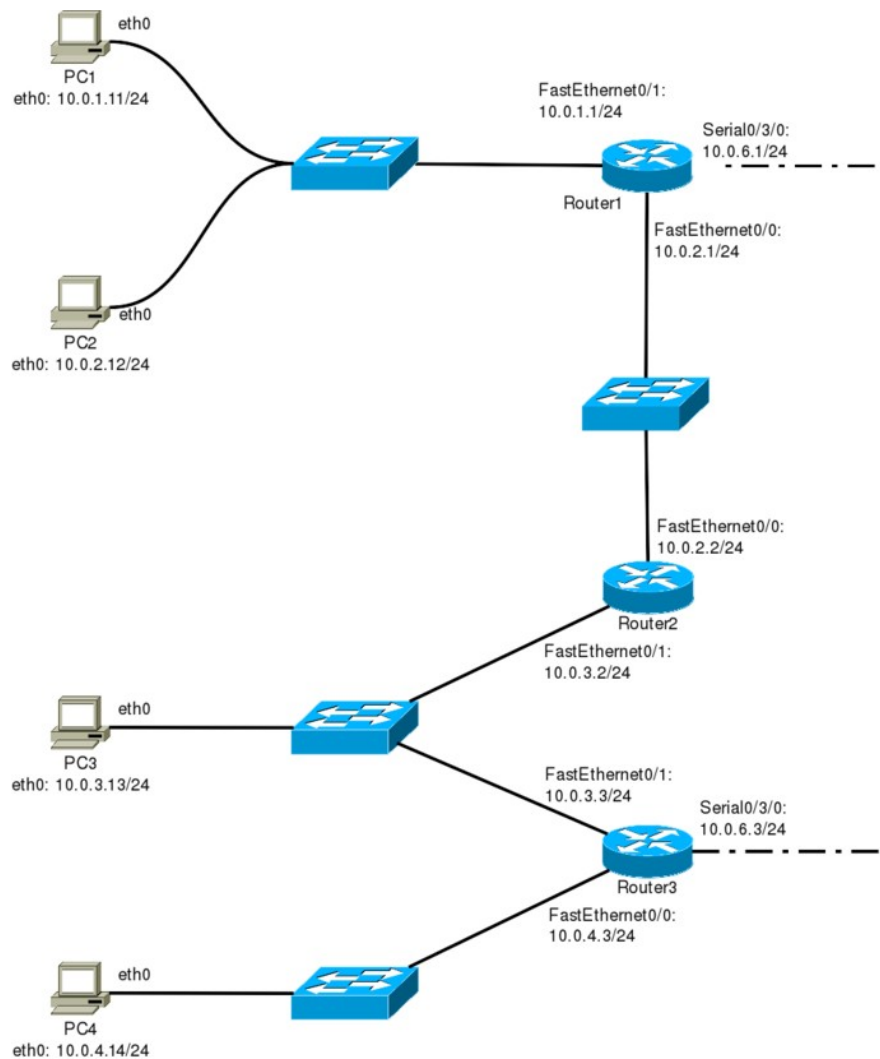 eth0
PC1
eth0: 10.0.1.11/24
FastEthernet0/1:
10.0.1.1/24
Serial0/3/0:
10.0.6.1/24
Router1
FastEthernet0/0:
10.0.2.1/24
eth0
PC2
eth0: 10.0.2.12/24
FastEthernet0/0:
10.0.2.2/24
Router2
FastEthernet0/1:
10.0.3.2/24
eth0
PC3
eth0: 10.0.3.13/24
FastEthernet0/1:
10.0.3.3/24
Serial0/3/0:
10.0.6.3/24
Router3
FastEthernet0/0:
10.0.4.3/24
eth0
PC4
eth0: 10.0.4.14/24